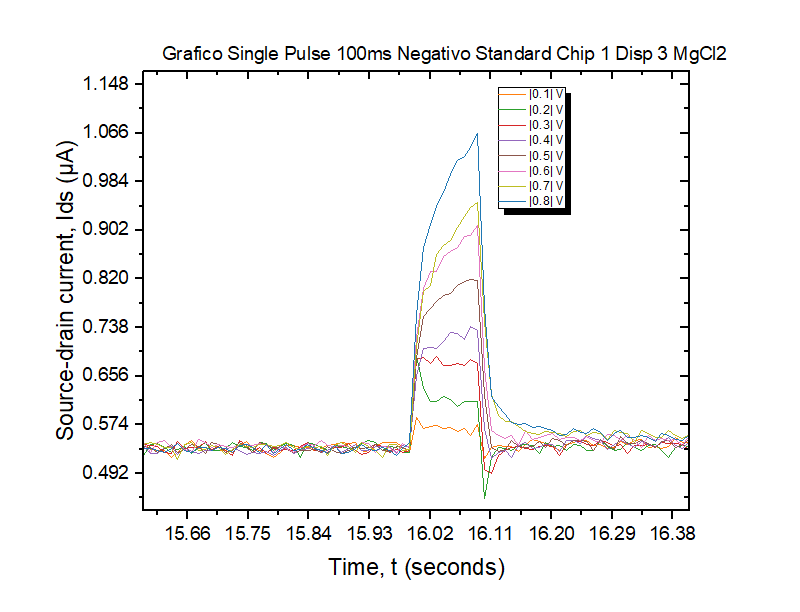 Grafico Single Pulse 100ms Negativo Standard Chip 1 Disp 3 MgCl2
1.148
1.066
0.984
0.902
0.820
0.738
0.656
0.574
0.492
Source-drain current, Ids (µA)
|0.1| V
|0.2| V
|0.3| V
|0.4| V
|0.5| V
|0.6| V
|0.7| V
|0.8| V
15.66 15.75 15.84 15.93 16.02 16.11 16.20 16.29 16.38
Time, t (seconds)